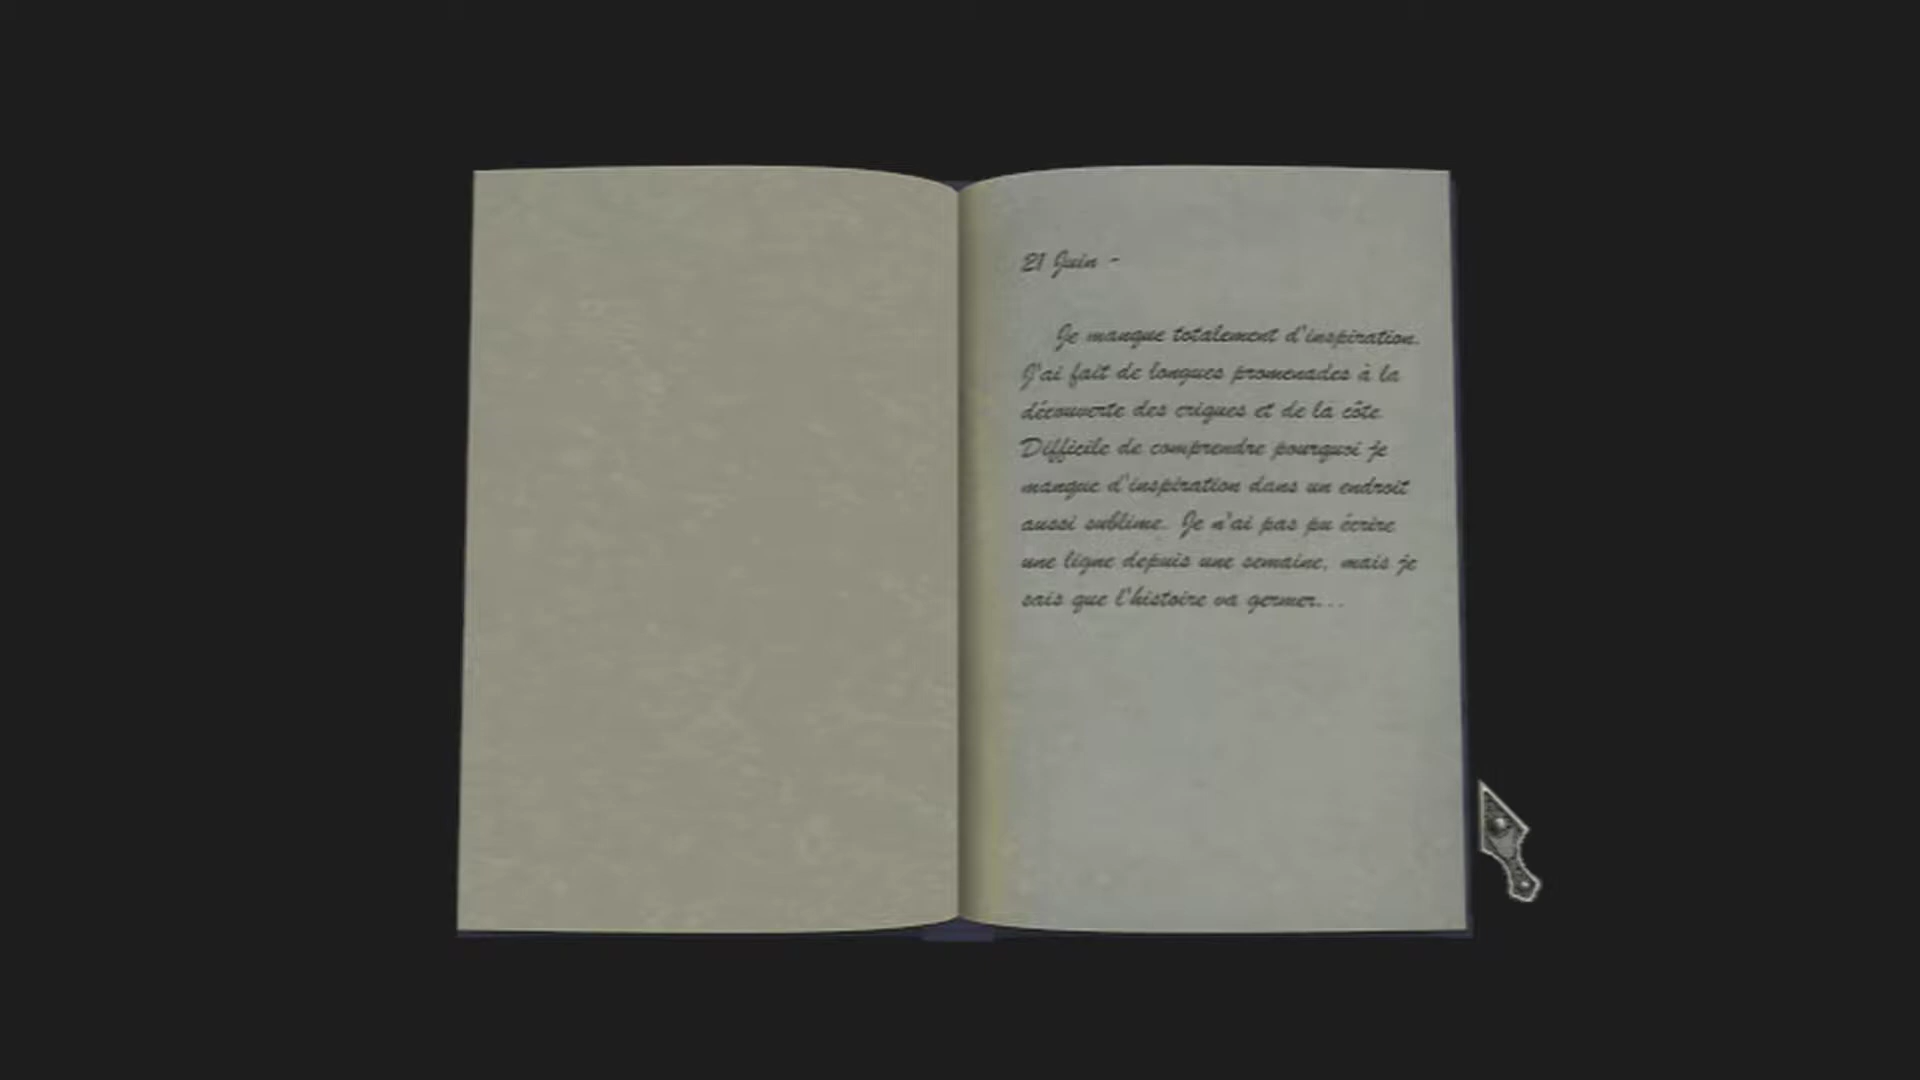 21 Juin -
Je manque totalement d'inspiration.
J'ai fait de longues promenades à la
découverte des criques et de la côte.
Difficile de comprendre pourquoi je
manque d'inspiration dans un endroit
aussi sublime. Je n'ai pas pu écrire
une ligne depuis une semaine, mais je
sais que l'histoire va germer...